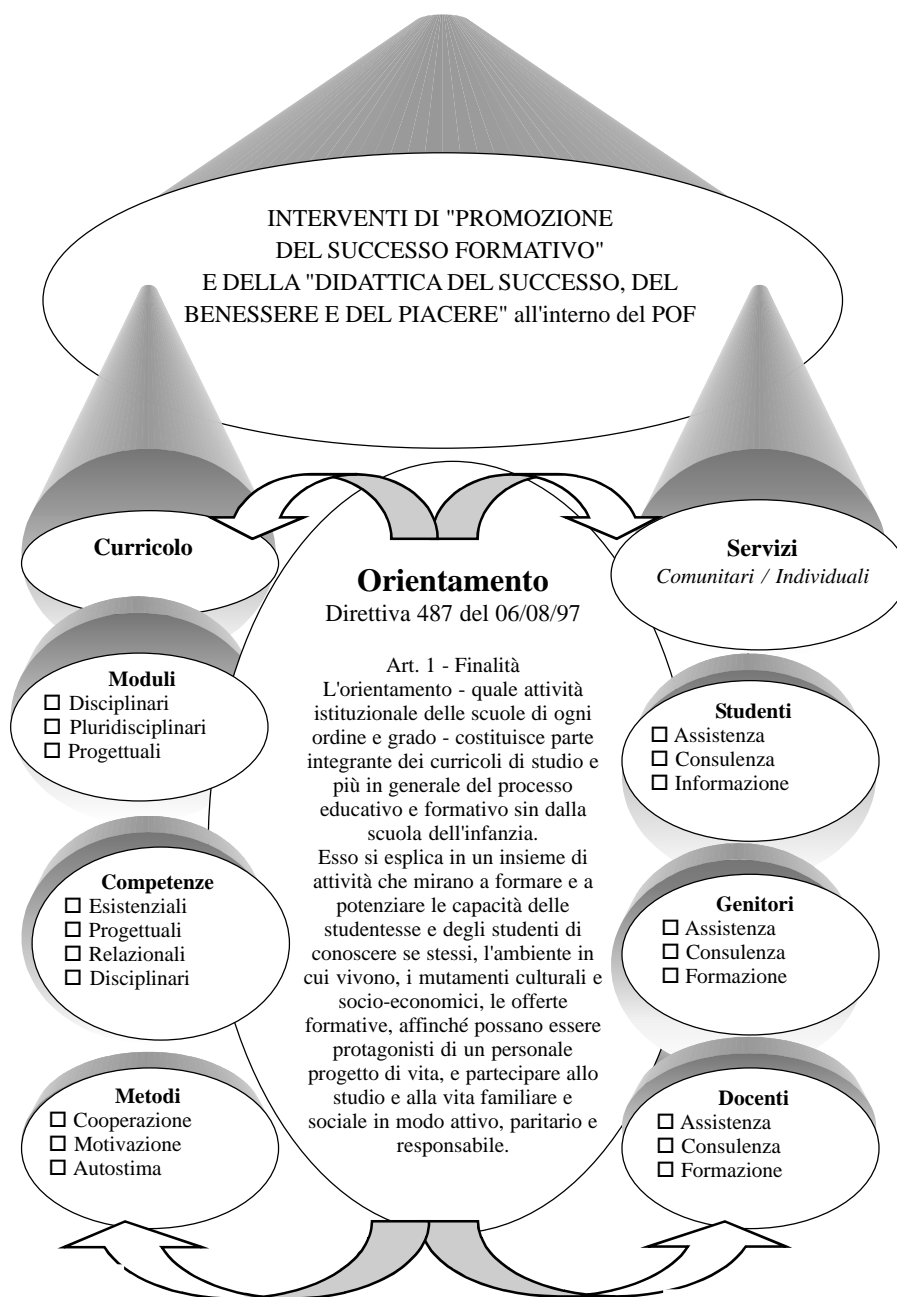 INTERVENTI DI "PROMOZIONE
DEL SUCCESSO FORMATIVO"
E DELLA "DIDATTICA DEL SUCCESSO, DEL
BENESSERE E DEL PIACERE" all'interno del POF
Curricolo
Moduli
Disciplinari
Pluridisciplinari
Progettuali
Competenze
Esistenziali
Progettuali
Relazionali
Disciplinari
Metodi
Cooperazione
Motivazione
Autostima
Orientamento
Direttiva 487 del 06/08/97
Art. 1 - Finalità
L'orientamento - quale attività
istituzionale delle scuole di ogni
ordine e grado - costituisce parte
integrante dei curricoli di studio e
più in generale del processo
educativo e formativo sin dalla
scuola dell'infanzia.
Esso si esplica in un insieme di
attività che mirano a formare e a
potenziare le capacità delle
studentesse e degli studenti di
conoscere se stessi, l'ambiente in
cui vivono, i mutamenti culturali e
socio-economici, le offerte
formative, affinché possano essere
protagonisti di un personale
progetto di vita, e partecipare allo
studio e alla vita familiare e
sociale in modo attivo, paritario e
responsabile.
Servizi
Comunitari / Individuali
Studenti
Assistenza
Consulenza
Informazione
Genitori
Assistenza
Consulenza
Formazione
Docenti
Assistenza
Consulenza
Formazione